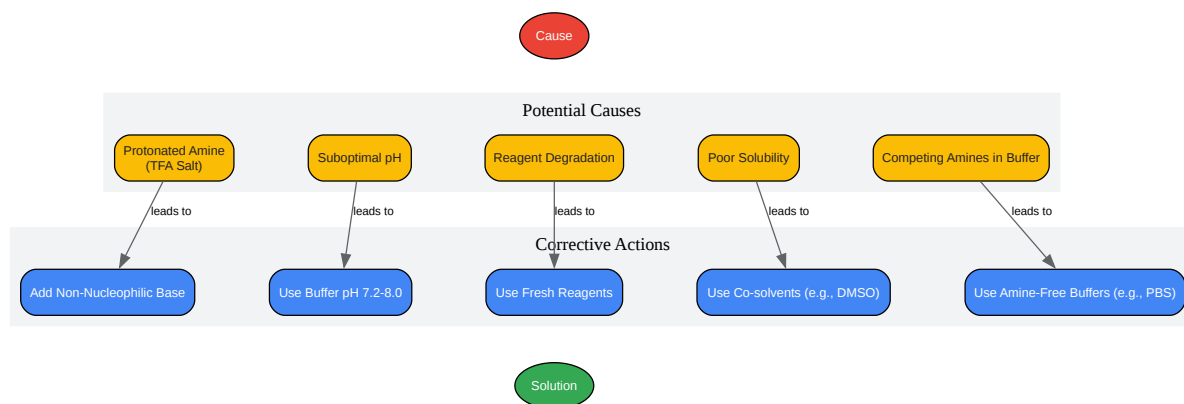 Cause
Potential Causes
Protonated Amine
(TFA Salt)
Suboptimal pH
Reagent Degradation
Poor Solubility
Competing Amines in Buffer
leads to
leads to
leads to
leads to
leads to
Corrective Actions
Add Non-Nucleophilic Base
Use Buffer pH 7.2-8.0
Use Fresh Reagents
Use Co-solvents (e.g., DMSO)
Use Amine-Free Buffers (e.g., PBS)
Solution